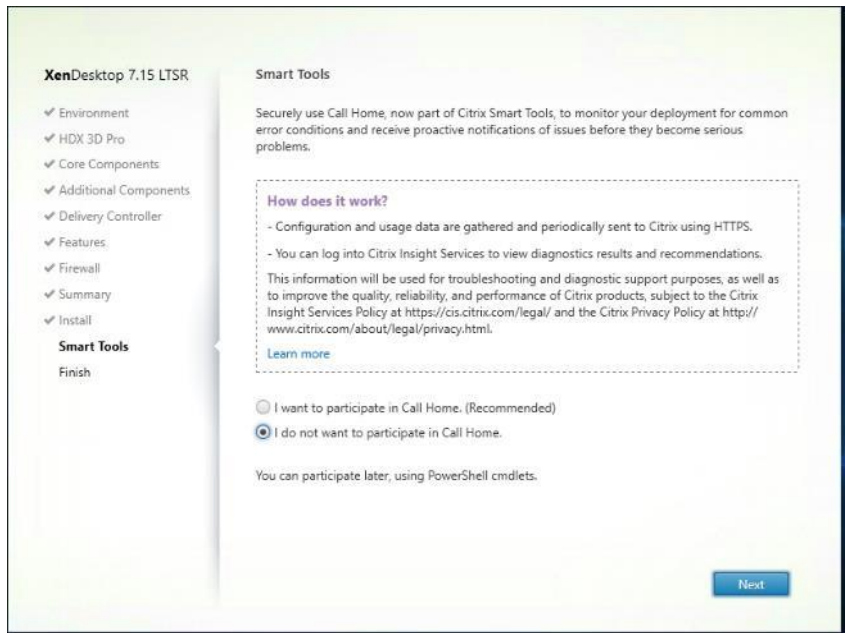 XenDesktop 7.15 LTSR
✔ Environment
✔ HDX 3D Pro
✔ Core Components
✔ Additional Components
✔ Delivery Controller
✔ Features
✔ Firewall
✔ Summary
✔ Install
Smart Tools
Finish
Smart Tools
Securely use Call Home, now part of Citrix Smart Tools, to monitor your deployment for common
error conditions and receive proactive notifications of issues before they become serious
problems.
How does it work?
- Configuration and usage data are gathered and periodically sent to Citrix using HTTPS.
- You can log into Citrix Insight Services to view diagnostics results and recommendations.
This information will be used for troubleshooting and diagnostic support purposes, as well as
to improve the quality, reliability, and performance of Citrix products, subject to the Citrix
Insight Services Policy at https://cis.citrix.com/legal/ and the Citrix Privacy Policy at http://
www.citrix.com/about/legal/privacy.html.
Learn more
I want to participate in Call Home. (Recommended)
I do not want to participate in Call Home.
You can participate later, using PowerShell cmdlets.
Next